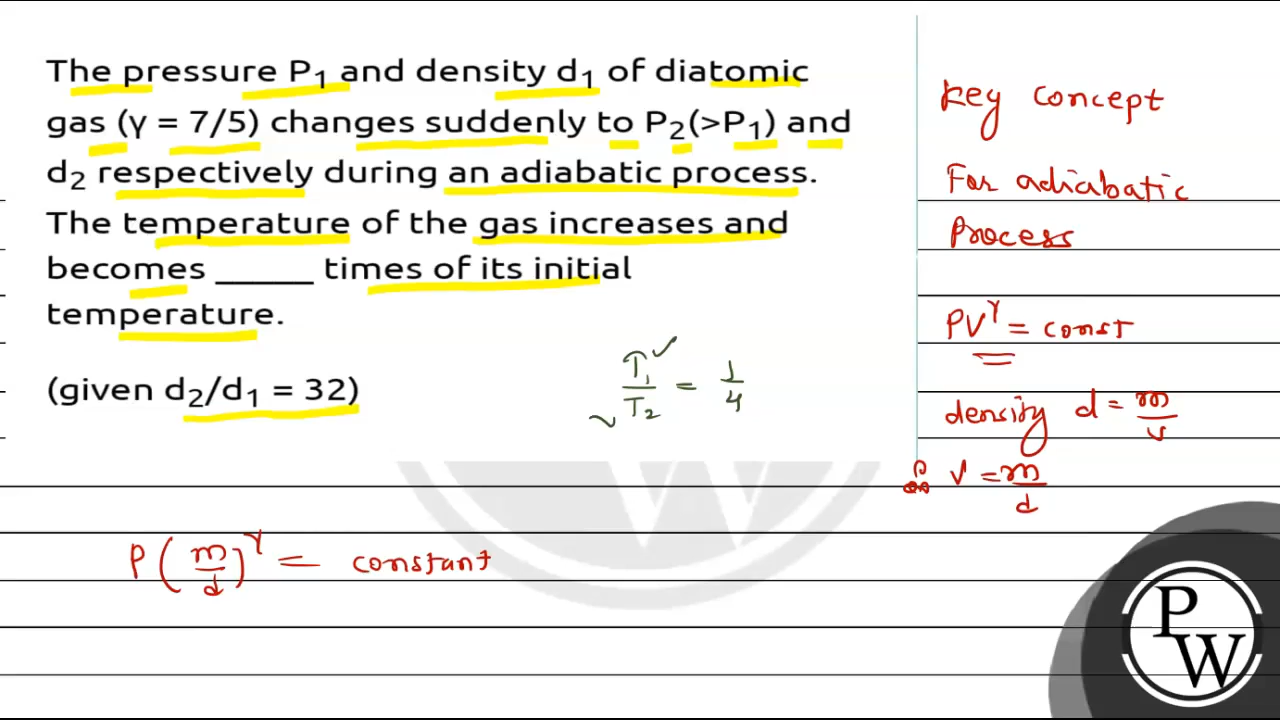 The pressure P₁ and density d₁ of diatomic
gas (γ = 7/5) changes suddenly to P₂(>P₁) and
d₂ respectively during an adiabatic process.
The temperature of the gas increases and
becomes ______ times of its initial
temperature.
(given d₂/d₁ = 32)
T₁/T₂ = 1/4
P(m/d)^γ = constant
Key concept
For adiabatic
Process
PV^γ = const
density d = m/v
V = m/d
P
W